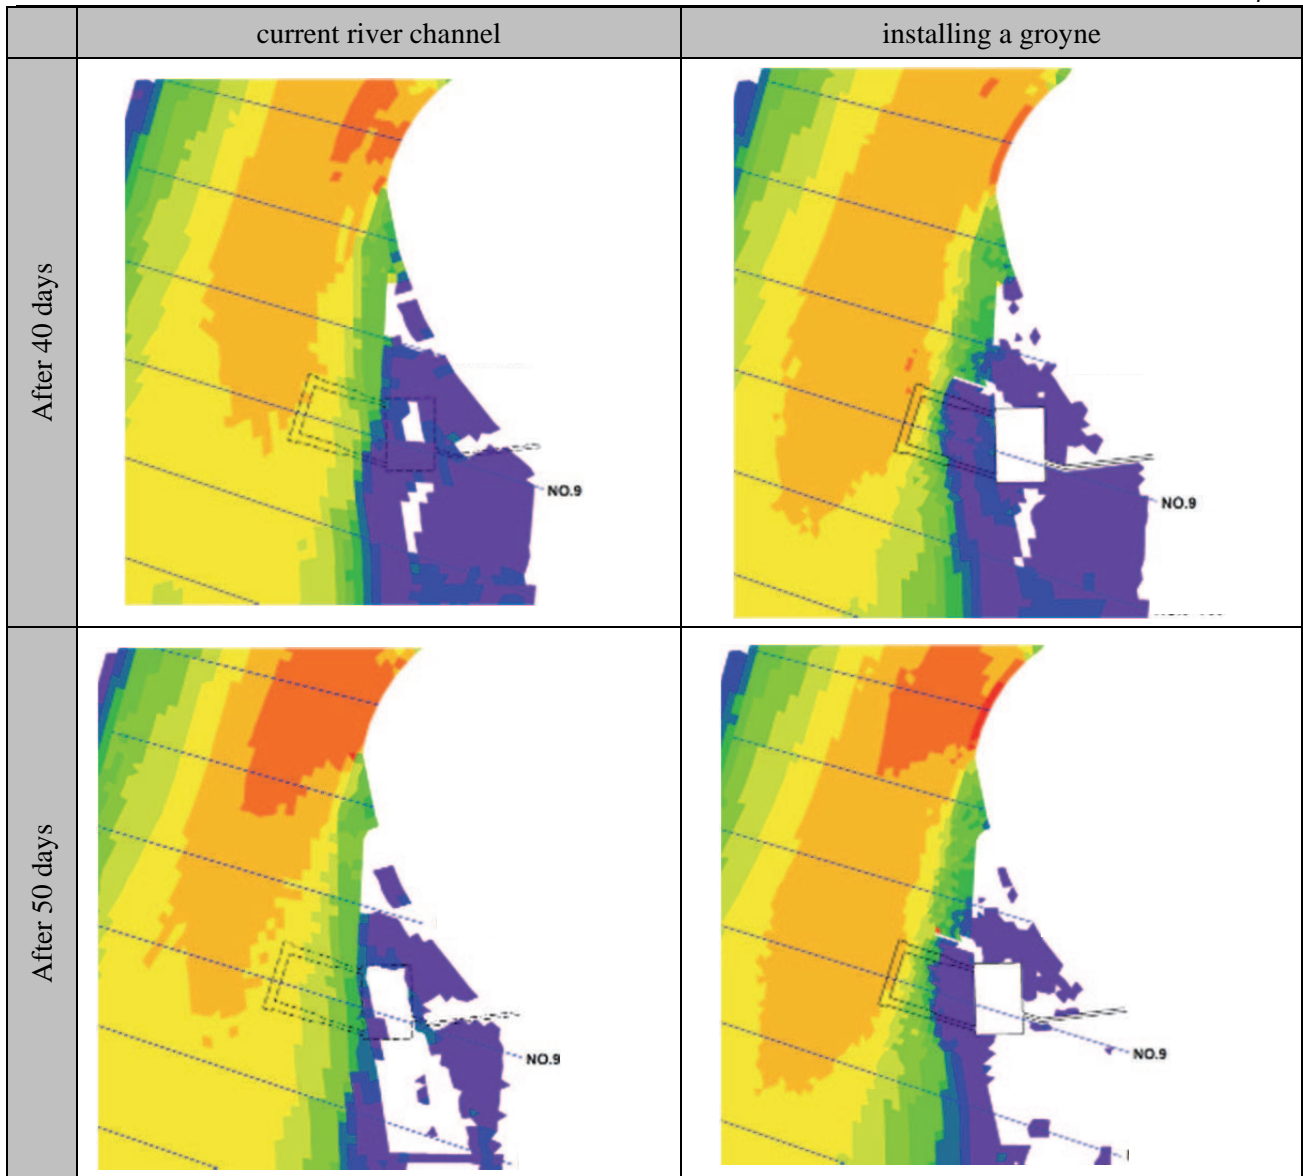 current river channel
installing a groyne
After 40 days
NO.9
NO.9
After 50 days
NO.9
NO.9